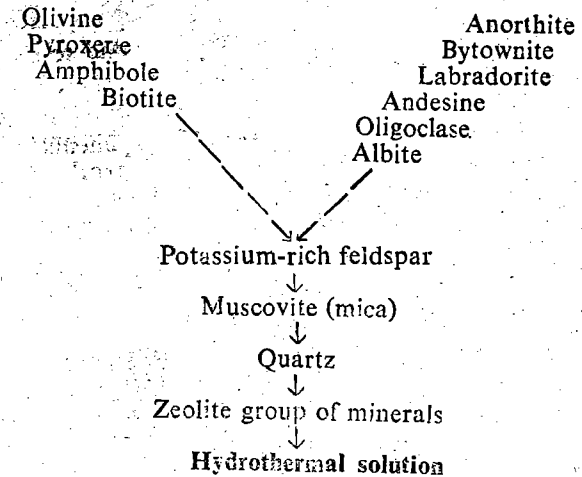 Olivine
Pyroxene
Amphibole
Biotite
Anorthite
Bytownite
Labradorite
Andesine
Oligoclase
Albite
Potassium-rich feldspar
Muscovite (mica)
Quartz
Zeolite group of minerals
Hydrothermal solution